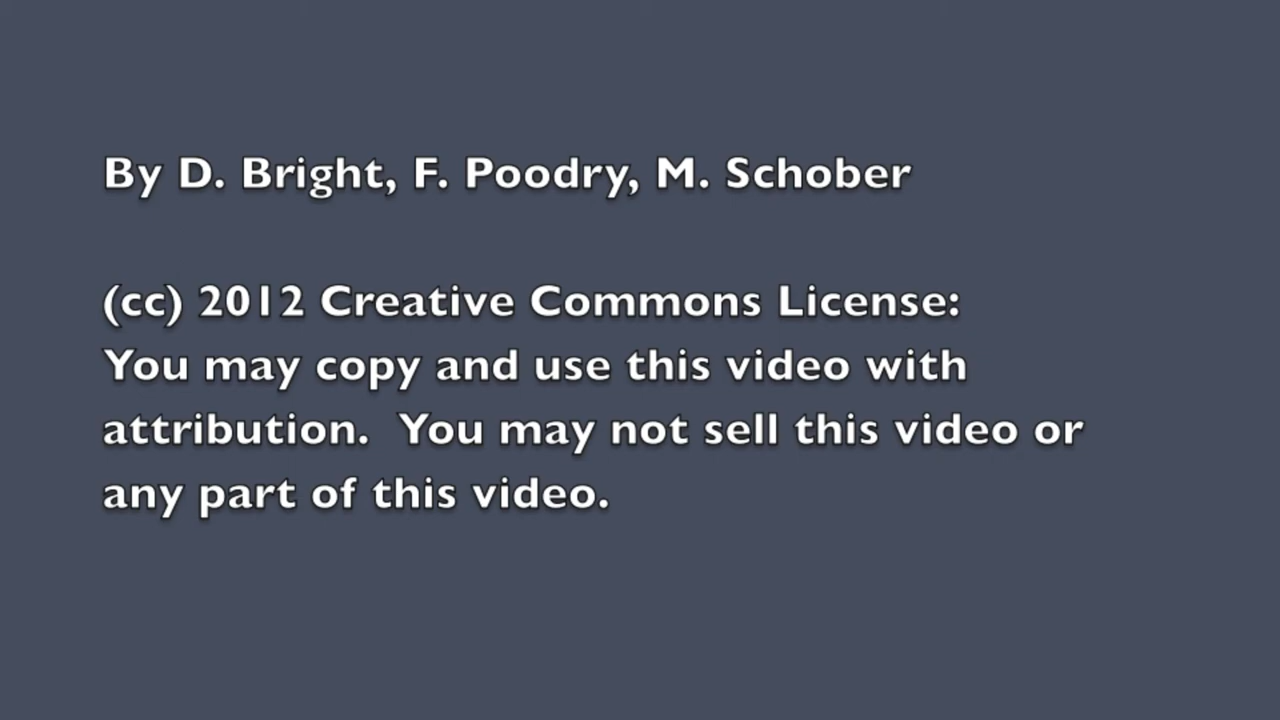 By D. Bright, F. Poodry, M. Schober
(cc) 2012 Creative Commons License:
You may copy and use this video with
attribution.  You may not sell this video or
any part of this video.